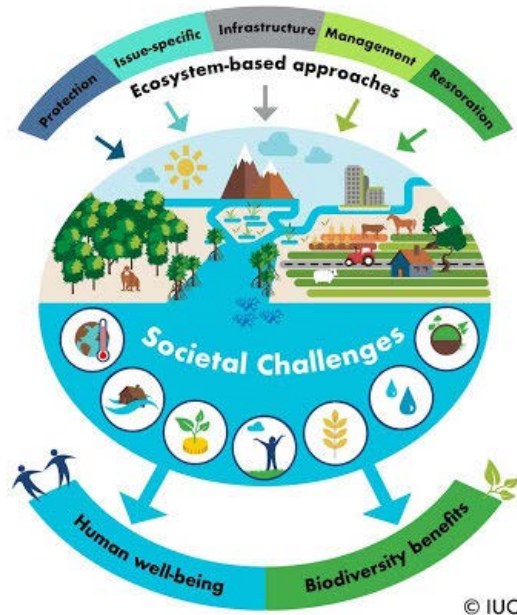 Protection
Issue-specific
Infrastructure
Management
Restoration
Ecosystem-based approaches
Societal Challenges
Human well-being
Biodiversity benefits
© IUC